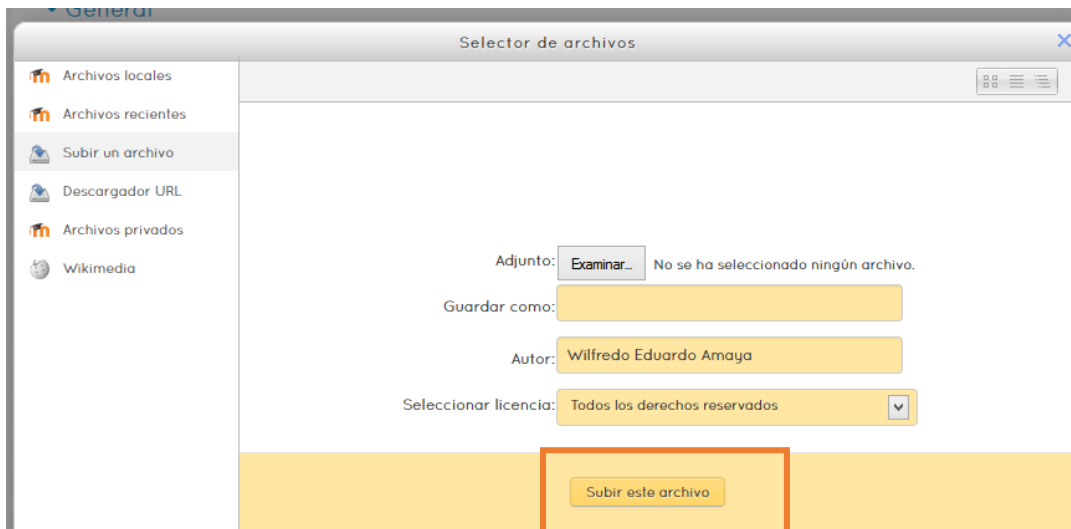 General
Selector de archivos
Archivos locales
Archivos recientes
Subir un archivo
Descargador URL
Archivos privados
Wikimedia
Adjunto: Examinar... No se ha seleccionado ningún archivo.
Guardar como:
Autor: Wilfredo Eduardo Amaya
Seleccionar licencia: Todos los derechos reservados
Subir este archivo